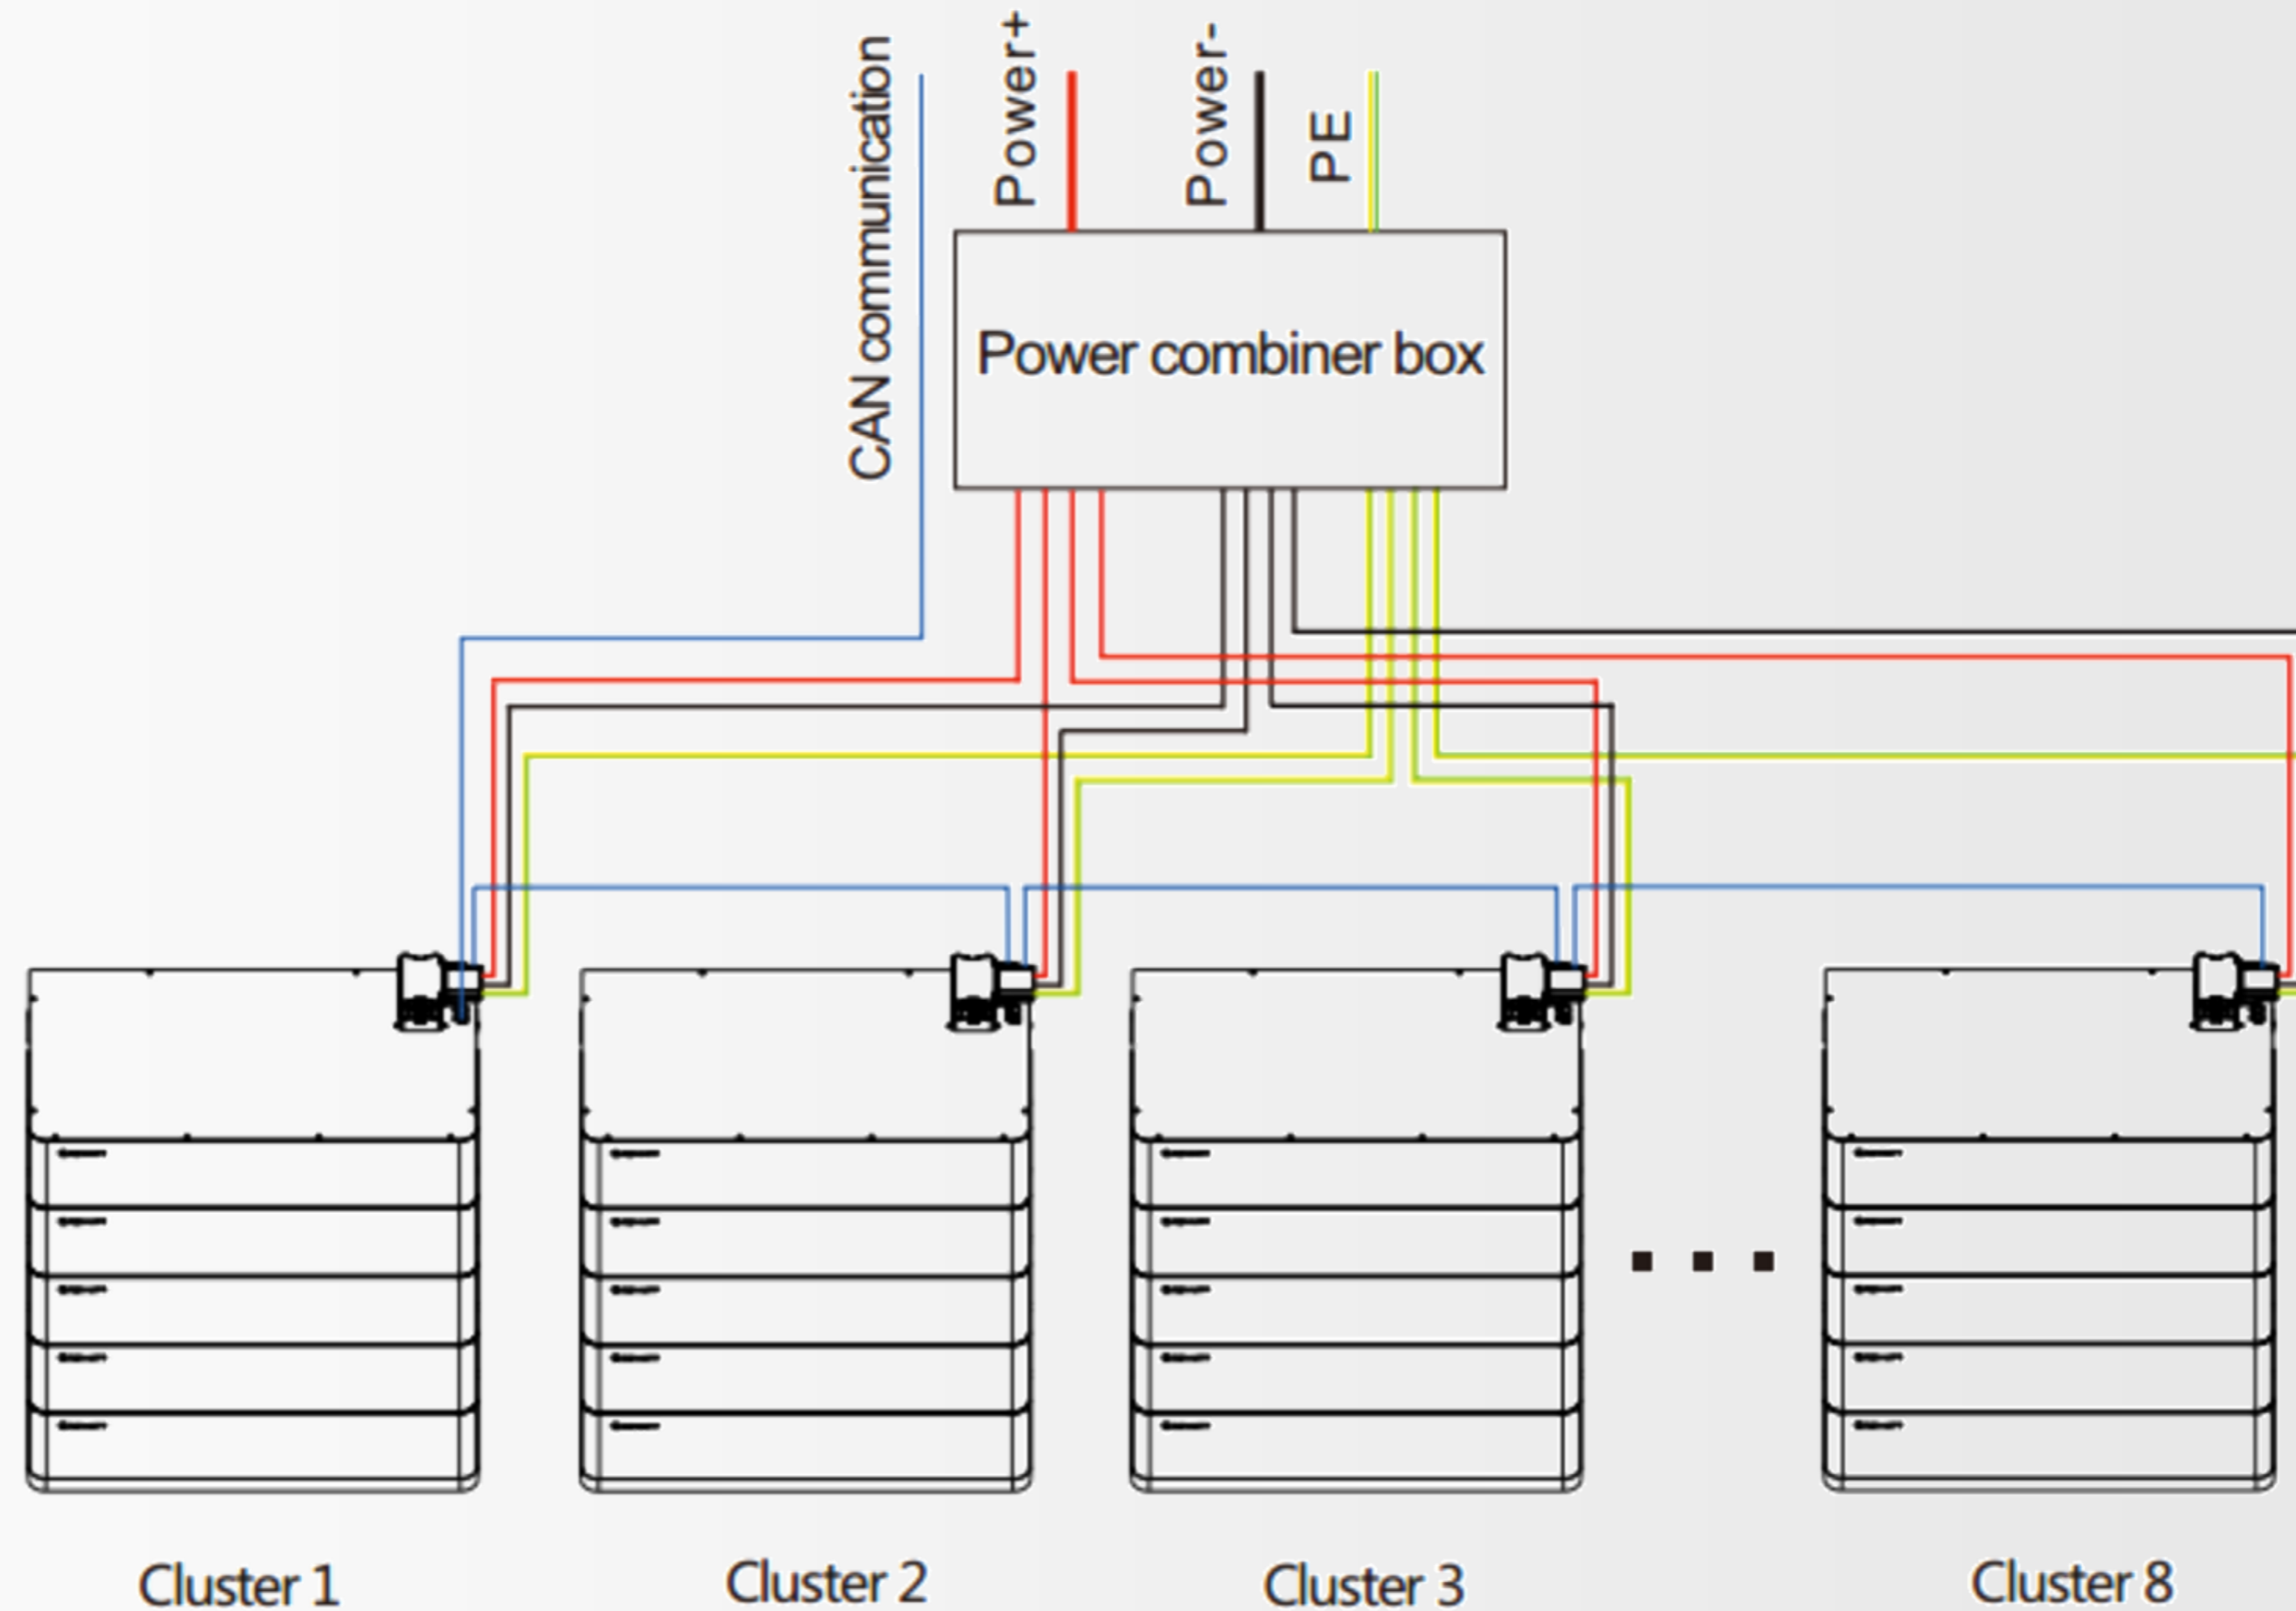 CAN communication
Power+
Power-
PE
Power combiner box
Cluster 1
Cluster 2
Cluster 3
Cluster 8